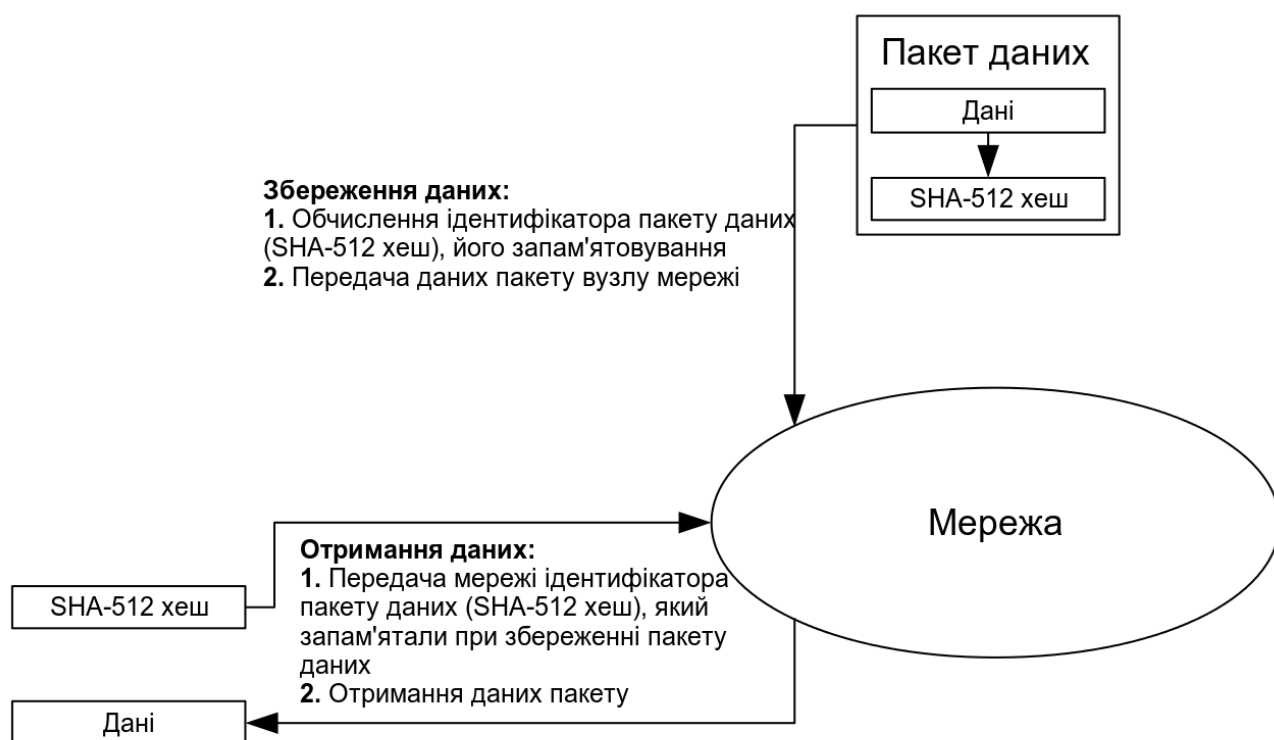 Пакет даних
Дані
SHA-512 хеш
Збереження даних:
1. Обчислення ідентифікатора пакету даних
(SHA-512 хеш), його запам'ятовування
2. Передача даних пакету вузлу мережі
Мережа
Отримання даних:
1. Передача мережі ідентифікатора
пакету даних (SHA-512 хеш), який
запам'ятали при збереженні пакету
даних
2. Отримання даних пакету
SHA-512 хеш
Дані